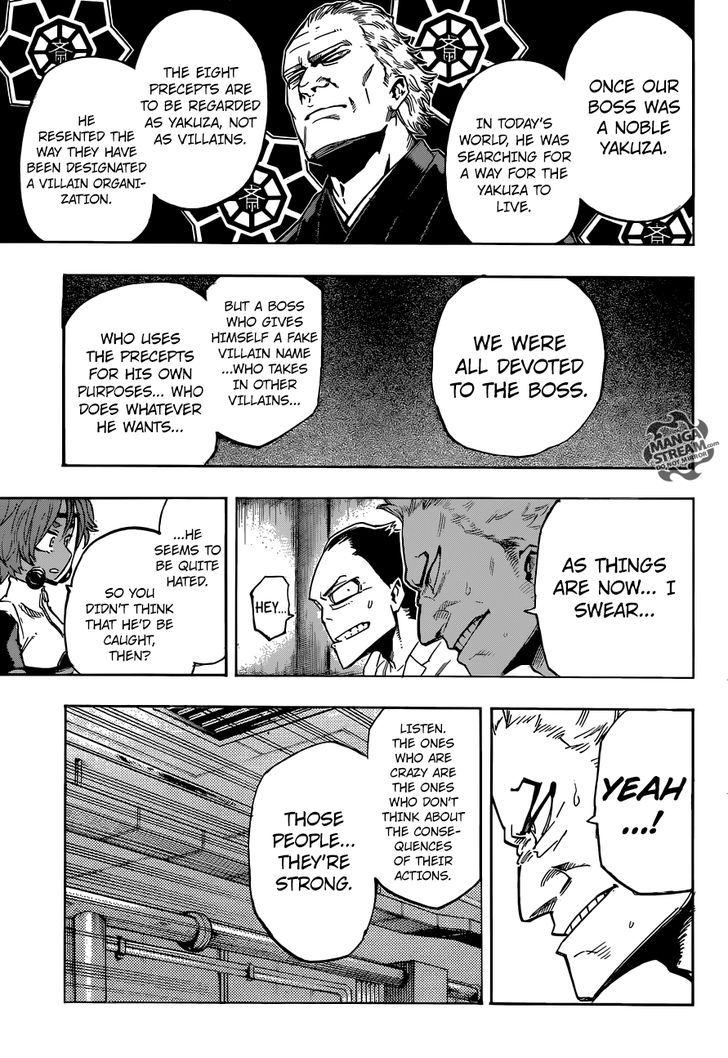 ONCE OUR
BOSS WAS
A NOBLE
YAKUZA.
IN TODAY'S
WORLD, HE WAS
SEARCHING FOR
A WAY FOR THE
YAKUZA TO
LIVE.
THE EIGHT
PRECEPTS ARE
TO BE REGARDED
AS YAKUZA, NOT
AS VILLAINS.
HE
RESENTED THE
WAY THEY HAVE
BEEN DESIGNATED
A VILLAIN ORGANI-
ZATION.
WE WERE
ALL DEVOTED
TO THE BOSS.
BUT A BOSS
WHO GIVES
HIMSELF A FAKE
VILLAIN NAME
...WHO TAKES
IN OTHER
VILLAINS...
WHO USES
THE PRECEPTS
FOR HIS OWN
PURPOSES... WHO
DOES WHATEVER
HE WANTS...
MANGA
STREAM.com
DO NOT MIRROR
AS THINGS
ARE NOW... I
SWEAR...
HEY...
...HE
SEEMS TO
BE QUITE
HATED.
SO YOU
DIDN'T THINK
THAT HE'D BE
CAUGHT,
THEN?
YEAH
...!
LISTEN.
THE ONES
WHO ARE
CRAZY ARE
THE ONES
WHO DON'T
THINK ABOUT
THE CONSE-
QUENCES
OF THEIR
ACTIONS.
THOSE
PEOPLE...
THEY'RE
STRONG.